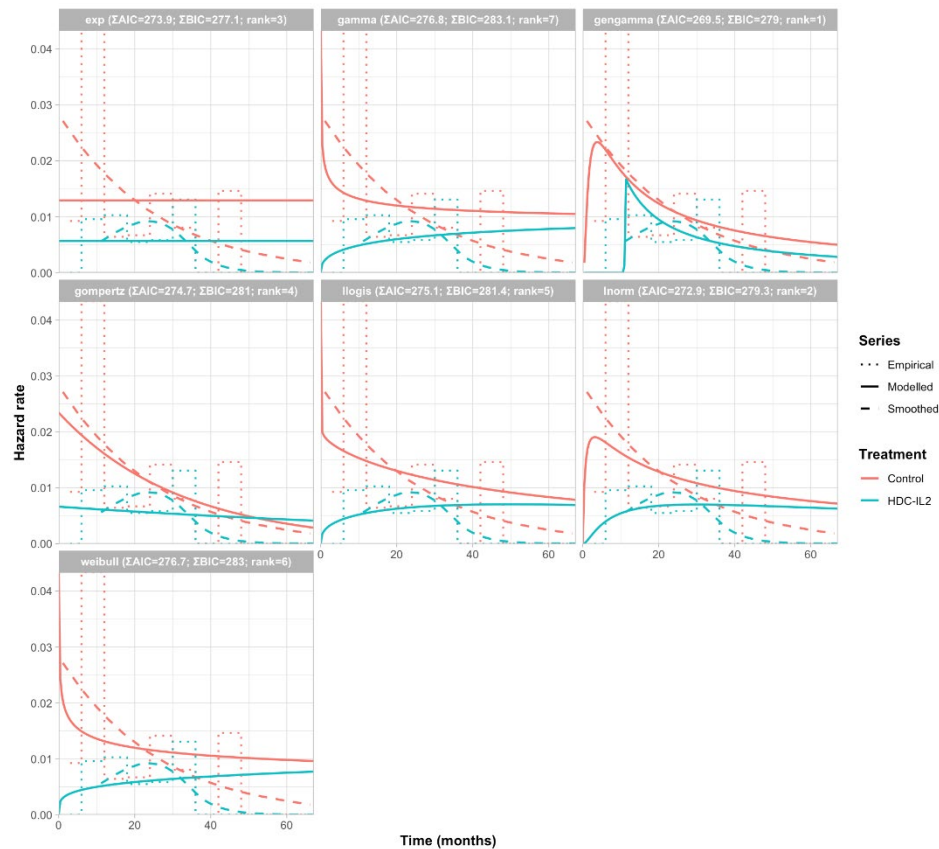 exp (ΣAIC=273.9; ΣBIC=277.1; rank=3)
gamma (ΣAIC=276.8; ΣBIC=283.1; rank=7)
gengamma (ΣAIC=269.5; ΣBIC=279; rank=1)
0.04
0.03
0.02
0.01
0.00
gompertz (ΣAIC=274.7; ΣBIC=281; rank=4)
llogis (ΣAIC=275.1; ΣBIC=281.4; rank=5)
lnorm (ΣAIC=272.9; ΣBIC=279.3; rank=2)
0.04
0.03
0.02
0.01
0.00
Hazard rate
0 20 40 60
0 20 40 60
weibull (ΣAIC=276.7; ΣBIC=283; rank=6)
0.04
0.03
0.02
0.01
0.00
0 20 40 60
Time (months)
Series
Empirical
Modelled
Smoothed
Treatment
Control
HDC-IL2